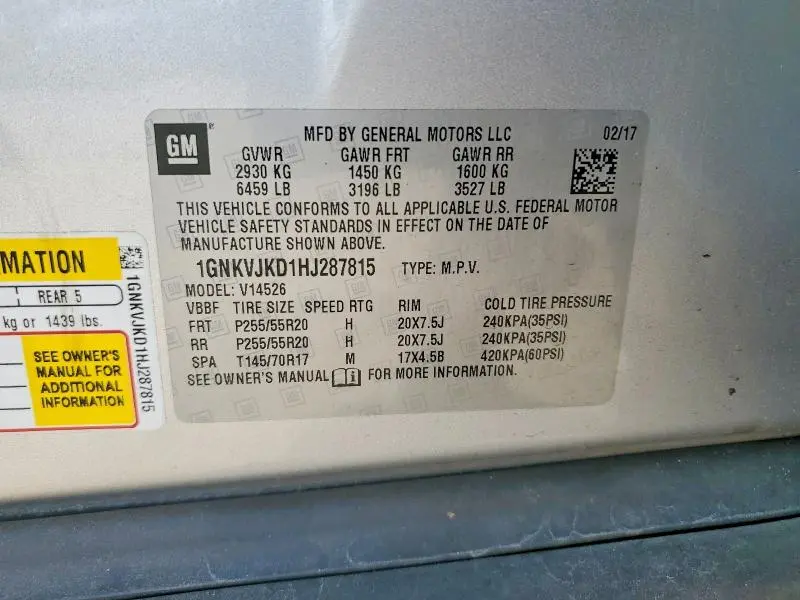 GM
MFD BY GENERAL MOTORS LLC 02/17
GVWR GAWR FRT GAWR RR
2930 KG 1450 KG 1600 KG
6459 LB 3196 LB 3527 LB
THIS VEHICLE CONFORMS TO ALL APPLICABLE U.S. FEDERAL MOTOR
VEHICLE SAFETY STANDARDS IN EFFECT ON THE DATE OF
MANUFACTURE SHOWN ABOVE.
1GNKVJKD1HJ287815 TYPE: M.P.V.
MODEL: V14526
VBBF TIRE SIZE SPEED RTG RIM COLD TIRE PRESSURE
FRT P255/55R20 H 20X7.5J 240KPA(35PSI)
RR P255/55R20 H 20X7.5J 240KPA(35PSI)
SPA T145/70R17 M 17X4.5B 420KPA(60PSI)
SEE OWNER'S MANUAL FOR MORE INFORMATION.
MATION
REAR 5
kg or 1439 lbs.
SEE OWNER'S
MANUAL FOR
ADDITIONAL
INFORMATION
1GNKVJKD1HJ287815